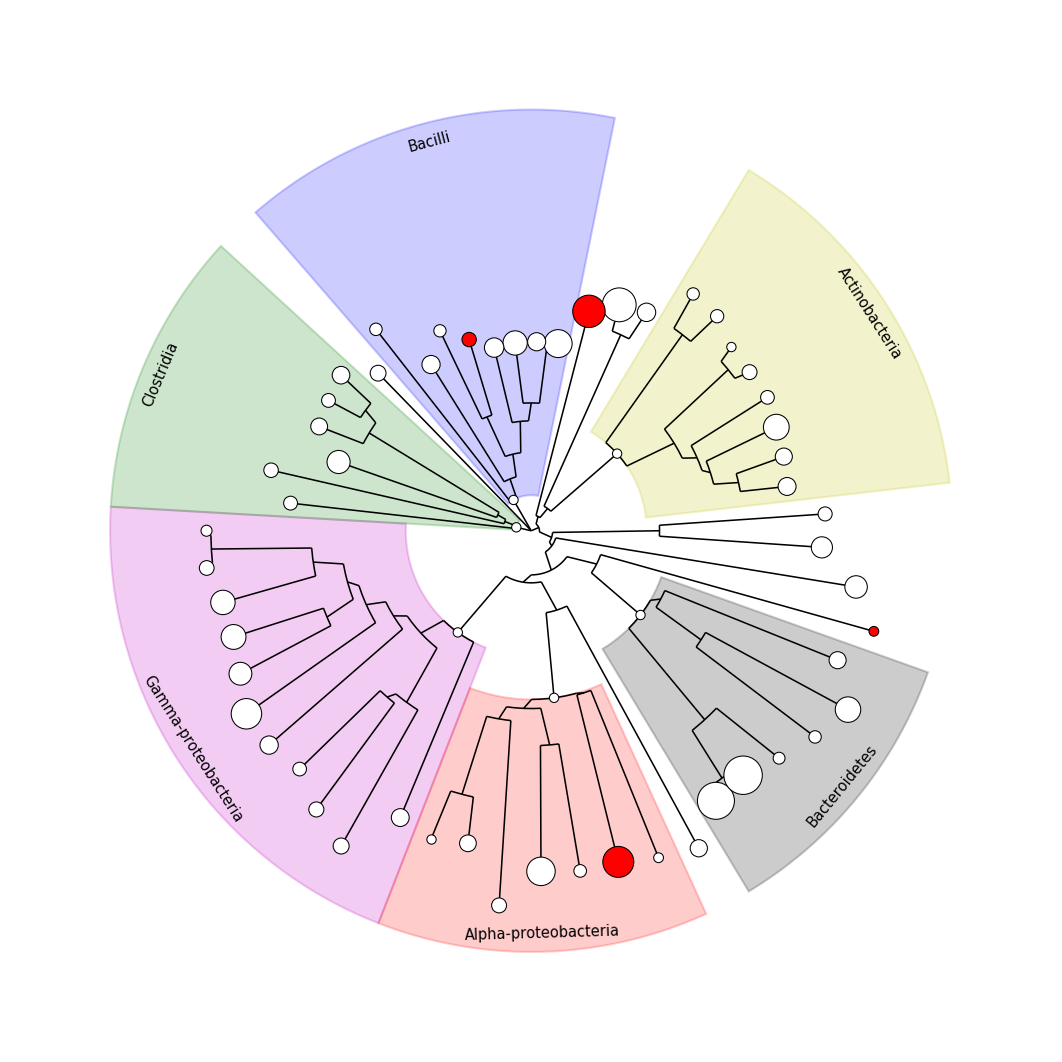 Bacilli
Actinobacteria
Clostridia
Gamma-proteobacteria
Bacteroidetes
Alpha-proteobacteria